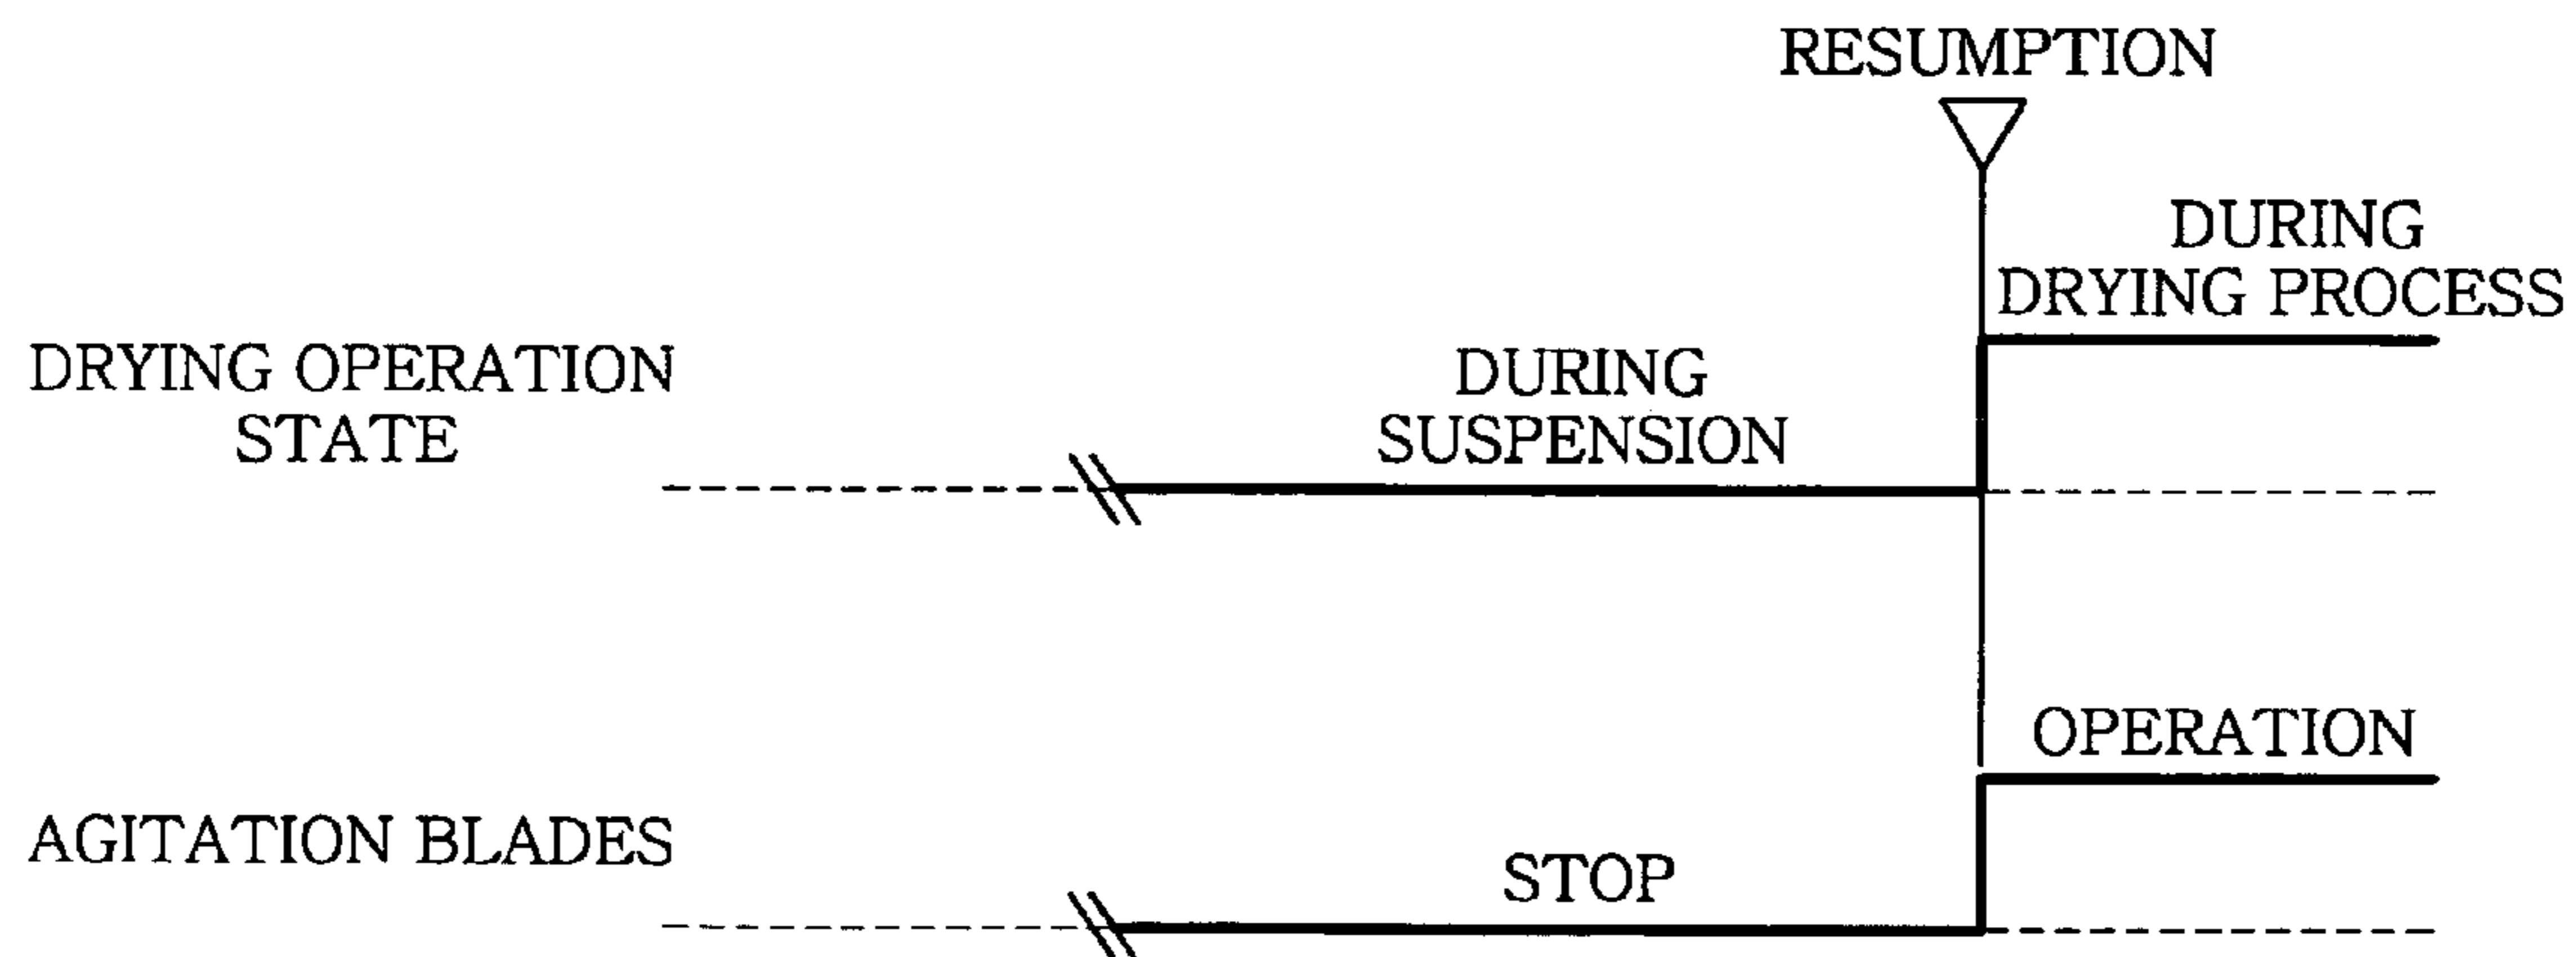 RESUMPTION
DURING
DRYING PROCESS
DRYING OPERATION
STATE
DURING
SUSPENSION
OPERATION
AGITATION BLADES
STOP